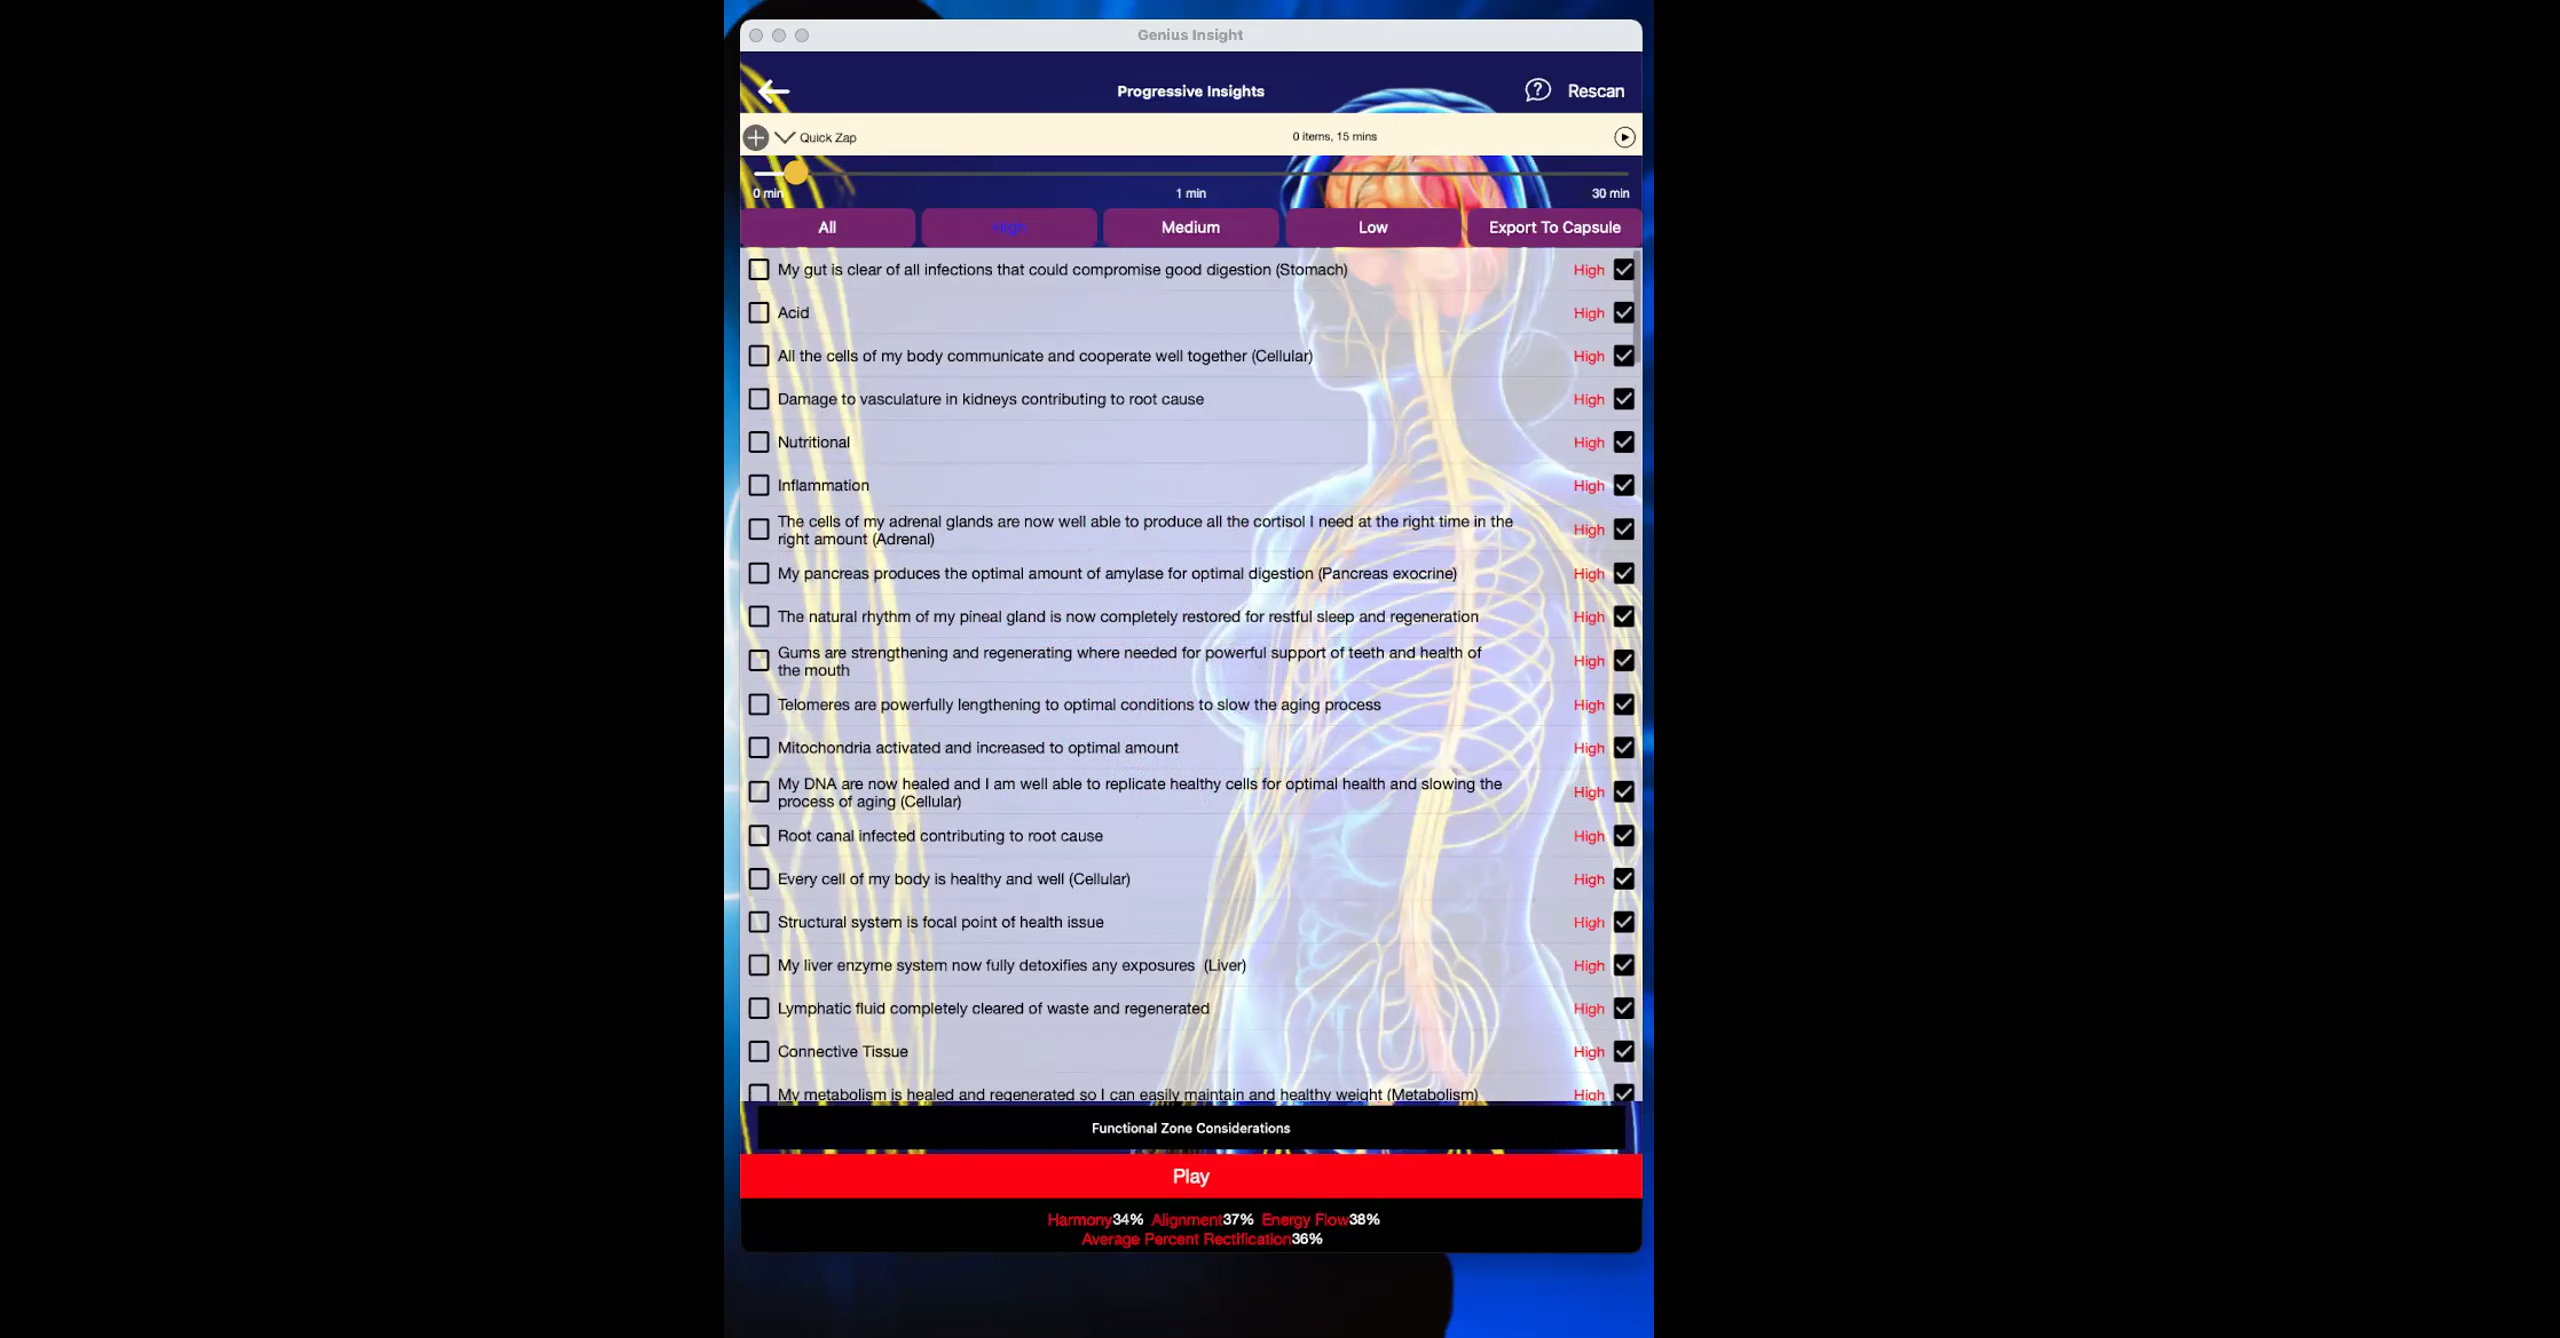 Genius Insight
Progressive Insights
Rescan
Quick Zap
0 items, 15 mins
0 min
1 min
30 min
All
High
Medium
Low
Export To Capsule
My gut is clear of all infections that could compromise good digestion (Stomach)
High
Acid
High
All the cells of my body communicate and cooperate well together (Cellular)
High
Damage to vasculature in kidneys contributing to root cause
High
Nutritional
High
Inflammation
High
The cells of my adrenal glands are now well able to produce all the cortisol I need at the right time in the
right amount (Adrenal)
High
My pancreas produces the optimal amount of amylase for optimal digestion (Pancreas exocrine)
High
The natural rhythm of my pineal gland is now completely restored for restful sleep and regeneration
High
Gums are strengthening and regenerating where needed for powerful support of teeth and health of
the mouth
High
Telomeres are powerfully lengthening to optimal conditions to slow the aging process
High
Mitochondria activated and increased to optimal amount
High
My DNA are now healed and I am well able to replicate healthy cells for optimal health and slowing the
process of aging (Cellular)
High
Root canal infected contributing to root cause
High
Every cell of my body is healthy and well (Cellular)
High
Structural system is focal point of health issue
High
My liver enzyme system now fully detoxifies any exposures  (Liver)
High
Lymphatic fluid completely cleared of waste and regenerated
High
Connective Tissue
High
My metabolism is healed and regenerated so I can easily maintain and healthy weight (Metabolism)
High
Functional Zone Considerations
Play
Harmony34% Alignment37% Energy Flow38%
Average Percent Rectification36%